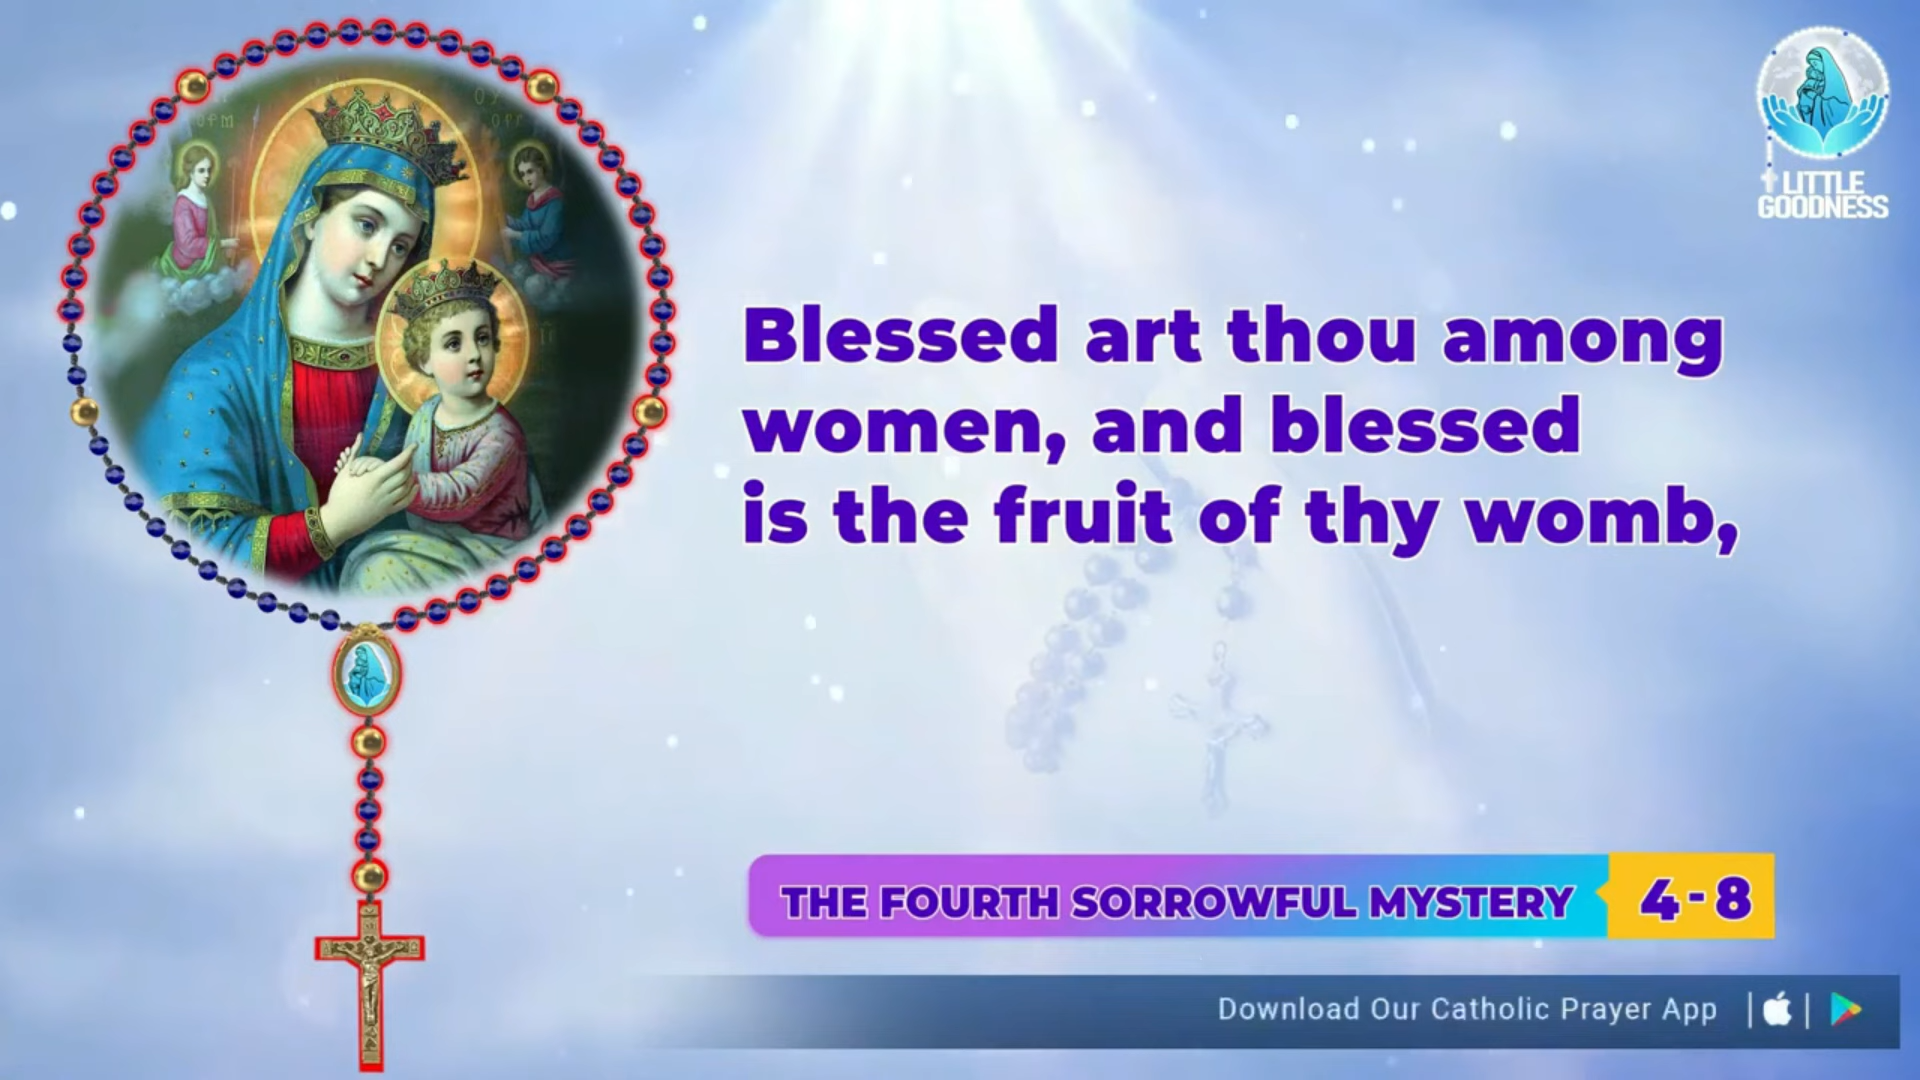 LITTLE
GOODNESS
Blessed art thou among
women, and blessed
is the fruit of thy womb,
THE FOURTH SORROWFUL MYSTERY 4-8
Download Our Catholic Prayer App